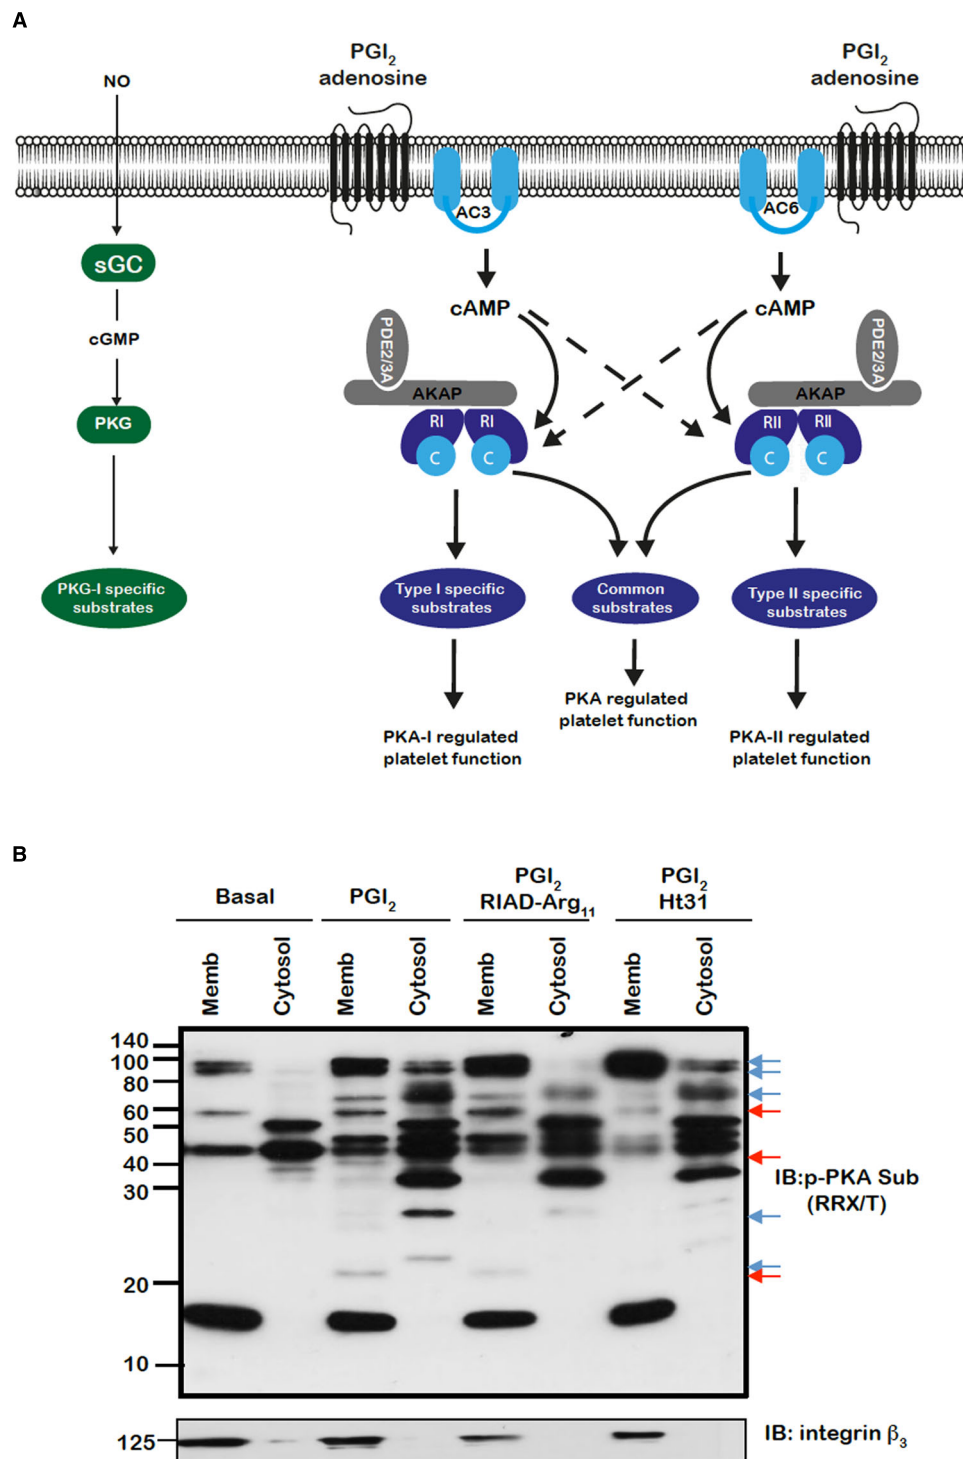 A
NO
PGI2
adenosine
PGI2
adenosine
AC3
AC6
sGC
cAMP
cAMP
cGMP
PDE2/3A
PDE2/3A
AKAP
AKAP
PKG
RI RI
RII RII
C C
C C
PKG-I specific
substrates
Type I specific
substrates
Common
substrates
Type II specific
substrates
PKA-I regulated
platelet function
PKA regulated
platelet function
PKA-II regulated
platelet function
B
Basal
PGI2
PGI2
RIAD-Arg11
PGI2
Ht31
Memb
Cytosol
Memb
Cytosol
Memb
Cytosol
Memb
Cytosol
140
100
80
60
50
40
30
20
10
IB:p-PKA Sub
(RRX/T)
125
IB: integrin β3